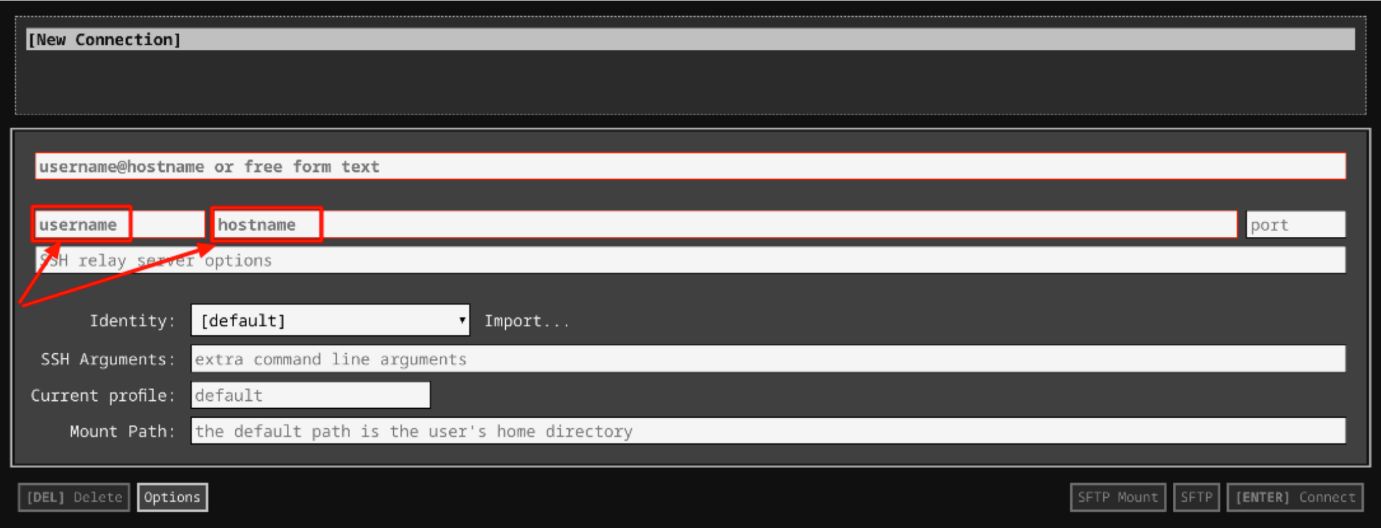 [New Connection]
username@hostname or free form text
username hostname port
SSH relay server options
Identity: [default] Import...
SSH Arguments: extra command line arguments
Current profile: default
Mount Path: the default path is the user's home directory
[DEL] Delete Options SFTP Mount SFTP [ENTER] Connect